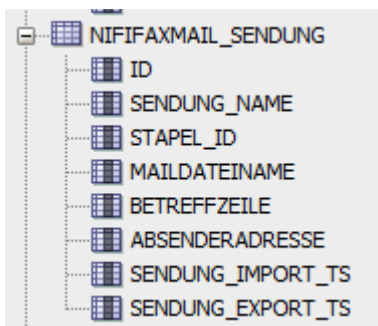 NIFIFAXMAIL_SENDUNG
ID
SENDUNG_NAME
STAPEL_ID
MAILDATEINAME
BETREFFZEILE
ABSENDERADRESSE
SENDUNG_IMPORT_TS
SENDUNG_EXPORT_TS